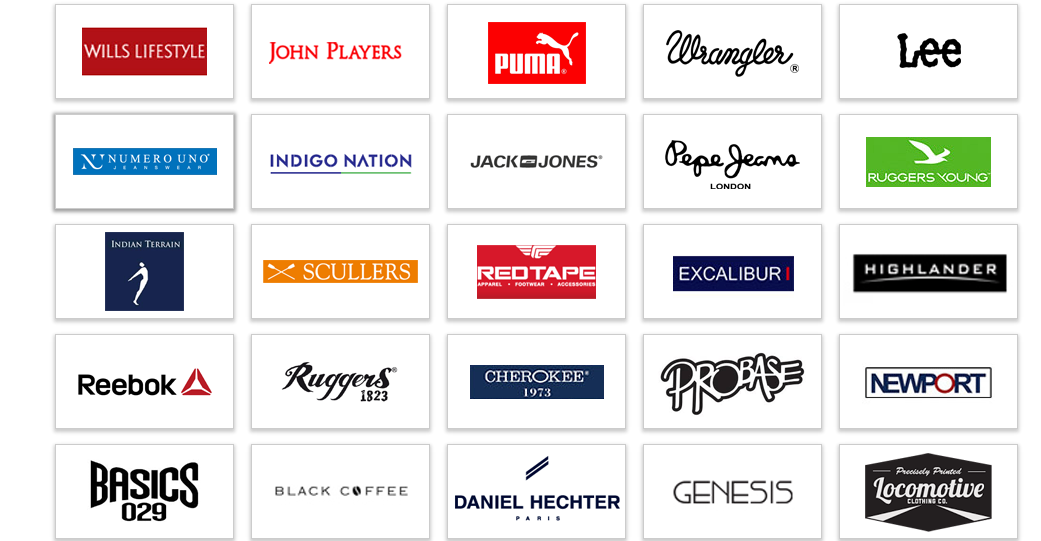 WILLS LIFESTYLE
JOHN PLAYERS
PUMA®
Wrangler®
Lee
NUMERO UNO®
JEANSWEAR
INDIGO NATION
JACK JONES®
Pepe Jeans
LONDON
RUGGERS YOUNG
INDIAN TERRAIN
SCULLERS
REDTAPE
APPAREL • FOOTWEAR • ACCESSORIES
EXCALIBUR
HIGHLANDER
Reebok
Ruggers®
1823
CHEROKEE®
1973
PROBASE
NEWPORT
BASICS
029
BLACK COFFEE
DANIEL HECHTER
PARIS
GENESIS
Precisely Printed
Locomotive
CLOTHING CO.